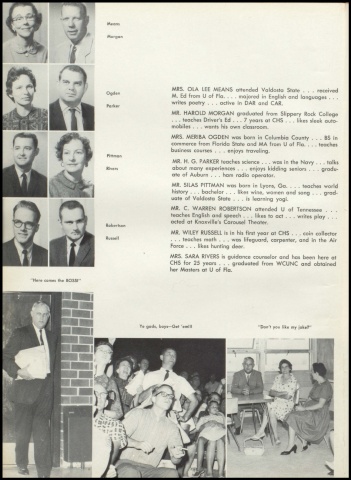 Means
Morgan
Ogden
Parker
Pittman
Rivers
Robertson
Russell
MRS. OLA LEE MEANS attended Valdosta State . . . received
M. Ed from U of Fla. . . . majored in English and languages . . .
writes poetry . . . active in DAR and CAR.
MR. HAROLD MORGAN graduated from Slippery Rock College
. . . teaches Driver's Ed . . . 7 years at CHS . . . likes sleek auto-
mobiles . . . wants his own classroom.
MRS. MERIBA OGDEN was born in Columbia County . . . BS in
commerce from Florida State and MA from U of Fla. . . . teaches
business courses . . . enjoys traveling.
MR. H. G. PARKER teaches science . . . was in the Navy . . . talks
about many experiences . . . enjoys kidding seniors . . . gradu-
ate of Auburn . . . ham radio operator.
MR. SILAS PITTMAN was born in Lyons, Ga. . . . teaches world
history . . . bachelor . . . likes wine, women and song . . . grad-
uate of Valdosta State . . . is learning yogi.
MR. C. WARREN ROBERTSON attended U of Tennessee . . .
teaches English and speech . . . likes to act . . . writes play . . .
acted at Knoxville's Carousel Theater.
MR. WILEY RUSSELL is in his first year at CHS . . . coin collector
. . . teaches math . . . was lifeguard, carpenter, and in the Air
Force . . . likes hunting deer.
MRS. SARA RIVERS is guidance counselor and has been here at
CHS for 25 years . . . graduated from WCUNC and obtained
her Masters at U of Fla.
"Here comes the BOSS!"
Ye gods, boys-Get 'em!!
"Don't you like my joke?"